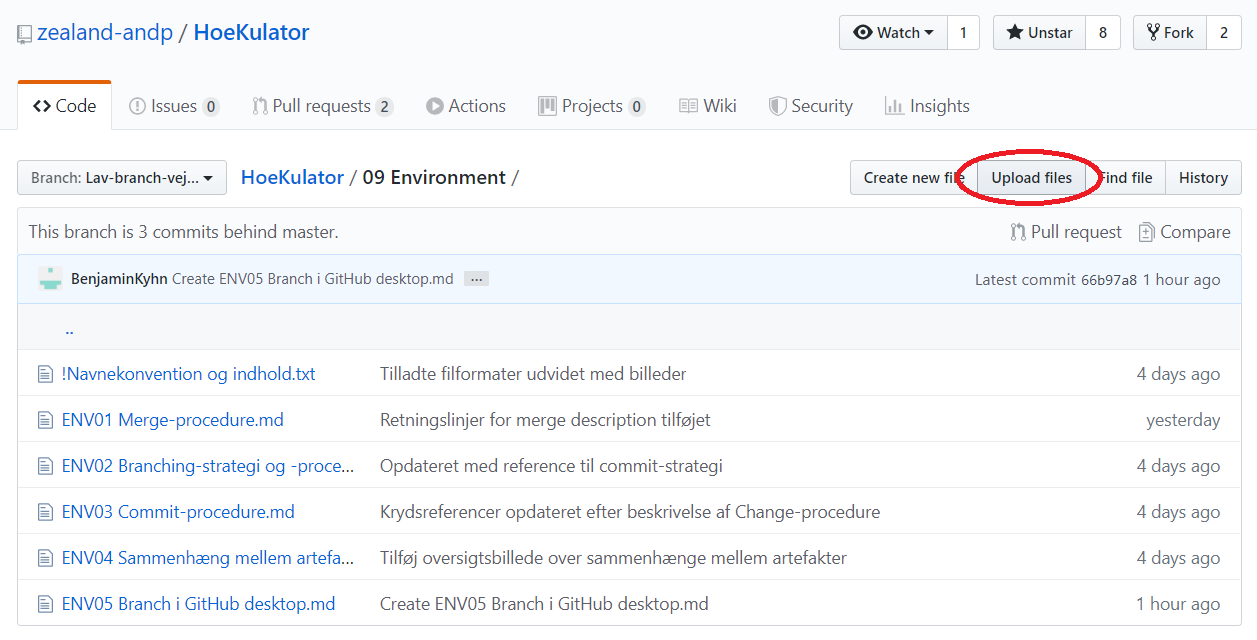 zealand-andp / HoeKulator
Watch 1 Unstar 8 Fork 2
Code Issues 0 Pull requests 2 Actions Projects 0 Wiki Security Insights
Branch: Lav-branch-vej... HoeKulator / 09 Environment / Create new file Upload files Find file History
This branch is 3 commits behind master. Pull request Compare
BenjaminKyhn Create ENV05 Branch i GitHub desktop.md ... Latest commit 66b97a8 1 hour ago
..
!Navnekonvention og indhold.txt Tilladte filformater udvidet med billeder 4 days ago
ENV01 Merge-procedure.md Retningslinjer for merge description tilføjet yesterday
ENV02 Branching-strategi og -proce... Opdateret med reference til commit-strategi 4 days ago
ENV03 Commit-procedure.md Krydsreferencer opdateret efter beskrivelse af Change-procedure 4 days ago
ENV04 Sammenhæng mellem artefa... Tilføj oversigtsbillede over sammenhænge mellem artefakter 4 days ago
ENV05 Branch i GitHub desktop.md Create ENV05 Branch i GitHub desktop.md 1 hour ago